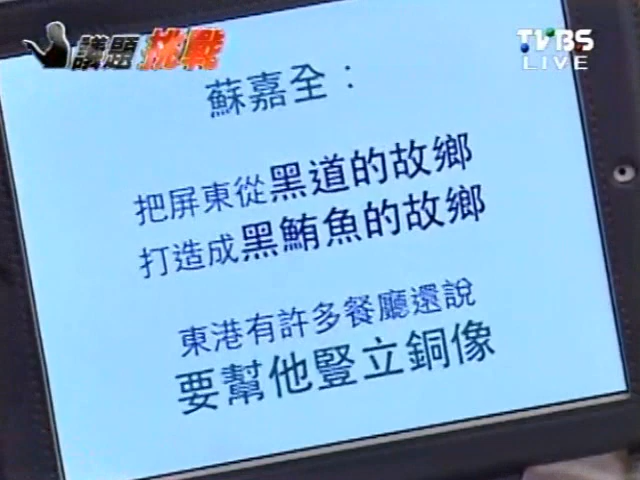 議題挑戰
TVBS
LIVE
蘇嘉全：
把屏東從黑道的故鄉
打造成黑鮪魚的故鄉
東港有許多餐廳還說
要幫他豎立銅像